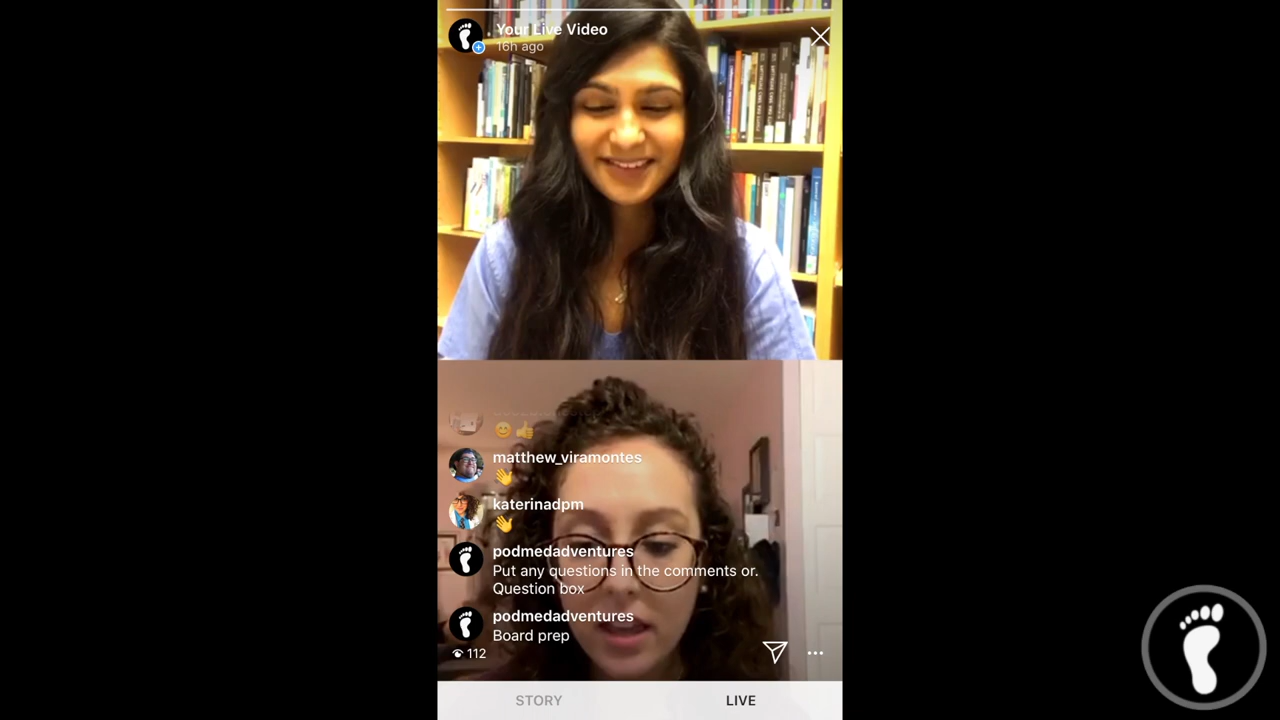 Your Live Video
16h ago
matthew_viramontes
👋
katerinadpm
👋
podmedadventures
Put any questions in the comments or.
Question box
podmedadventures
Board prep
112
STORY
LIVE